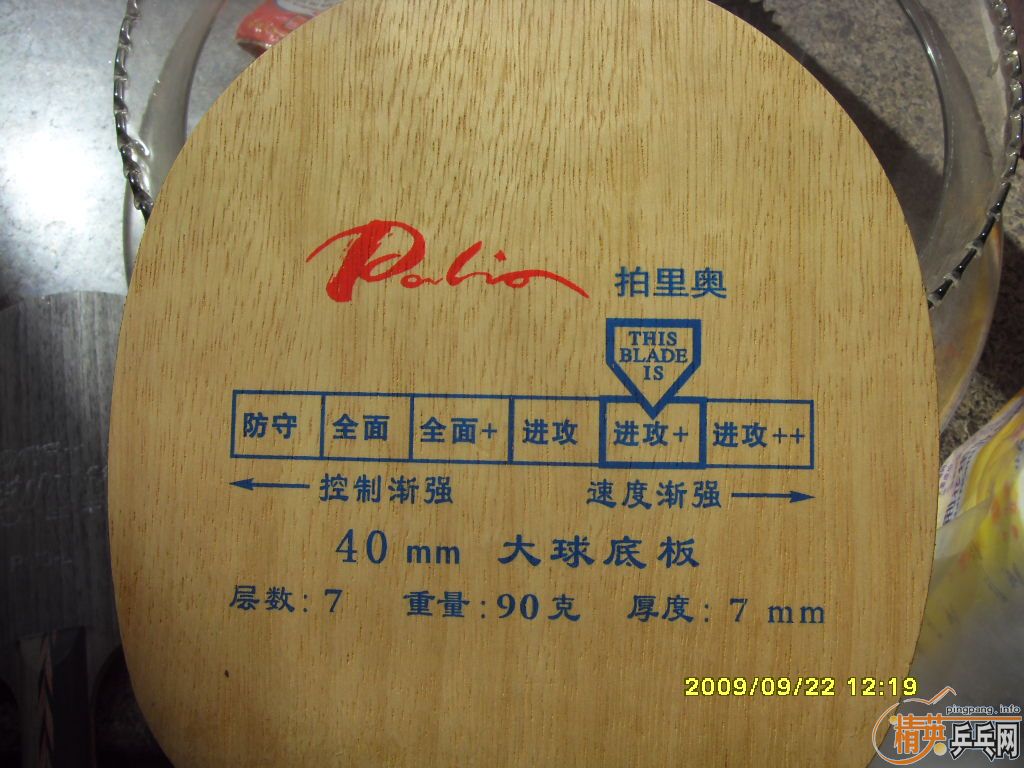 Palio 拍里奥
THIS
BLADE
IS
防守 全面 全面+ 进攻 进攻+ 进攻++
控制渐强 速度渐强
40 mm 大球底板
层数: 7 重量: 90克 厚度: 7 mm
2009/09/22 12:19
pingpang.info
精英乒乓网